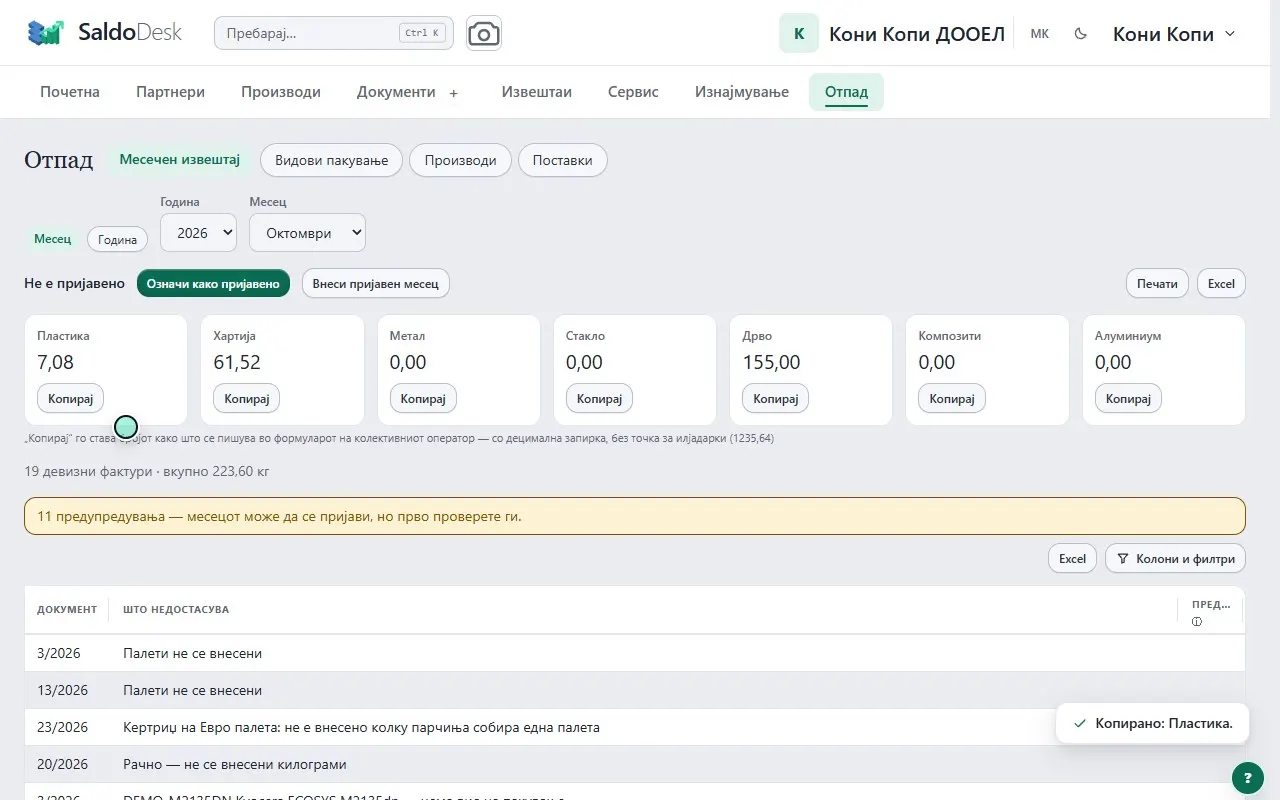 SaldoDesk
Пребарај...
Ctrl K
К
Кони Копи ДООЕЛ
МК
Кони Копи
Почетна
Партнери
Производи
Документи +
Извештаи
Сервис
Изнајмување
Отпад
Отпад
Месечен извештај
Видови пакување
Производи
Поставки
Година
Месец
Месец
Година
2026
Октомври
Не е пријавено
Означи како пријавено
Внеси пријавен месец
Печати
Excel
Пластика
7,08
Копирај
Хартија
61,52
Копирај
Метал
0,00
Копирај
Стакло
0,00
Копирај
Дрво
155,00
Копирај
Композити
0,00
Копирај
Алуминиум
0,00
Копирај
„Копирај" го става бројот како што се пишува во формуларот на колективниот оператор — со децимална запирка, без точка за илјадарки (1235,64)
19 девизни фактури · вкупно 223,60 кг
11 предупредувања — месецот може да се пријави, но прво проверете ги.
Excel
Колони и филтри
ДОКУМЕНТ
ШТО НЕДОСТАСУВА
ПРЕД...
3/2026 Палети не се внесени
13/2026 Палети не се внесени
23/2026 Кертриџ на Евро палета: не е внесено колку парчиња собира една палета
Копирано: Пластика.
20/2026 Рачно — не се внесени килограми
?